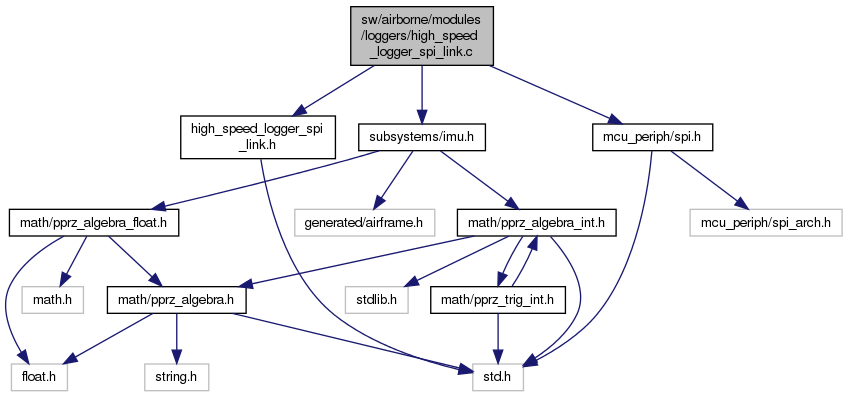 sw/airborne/modules
/loggers/high_speed
_logger_spi_link.c
high_speed_logger_spi
_link.h
subsystems/imu.h
mcu_periph/spi.h
math/pprz_algebra_float.h
generated/airframe.h
math/pprz_algebra_int.h
mcu_periph/spi_arch.h
math.h
math/pprz_algebra.h
stdlib.h
math/pprz_trig_int.h
float.h
string.h
std.h